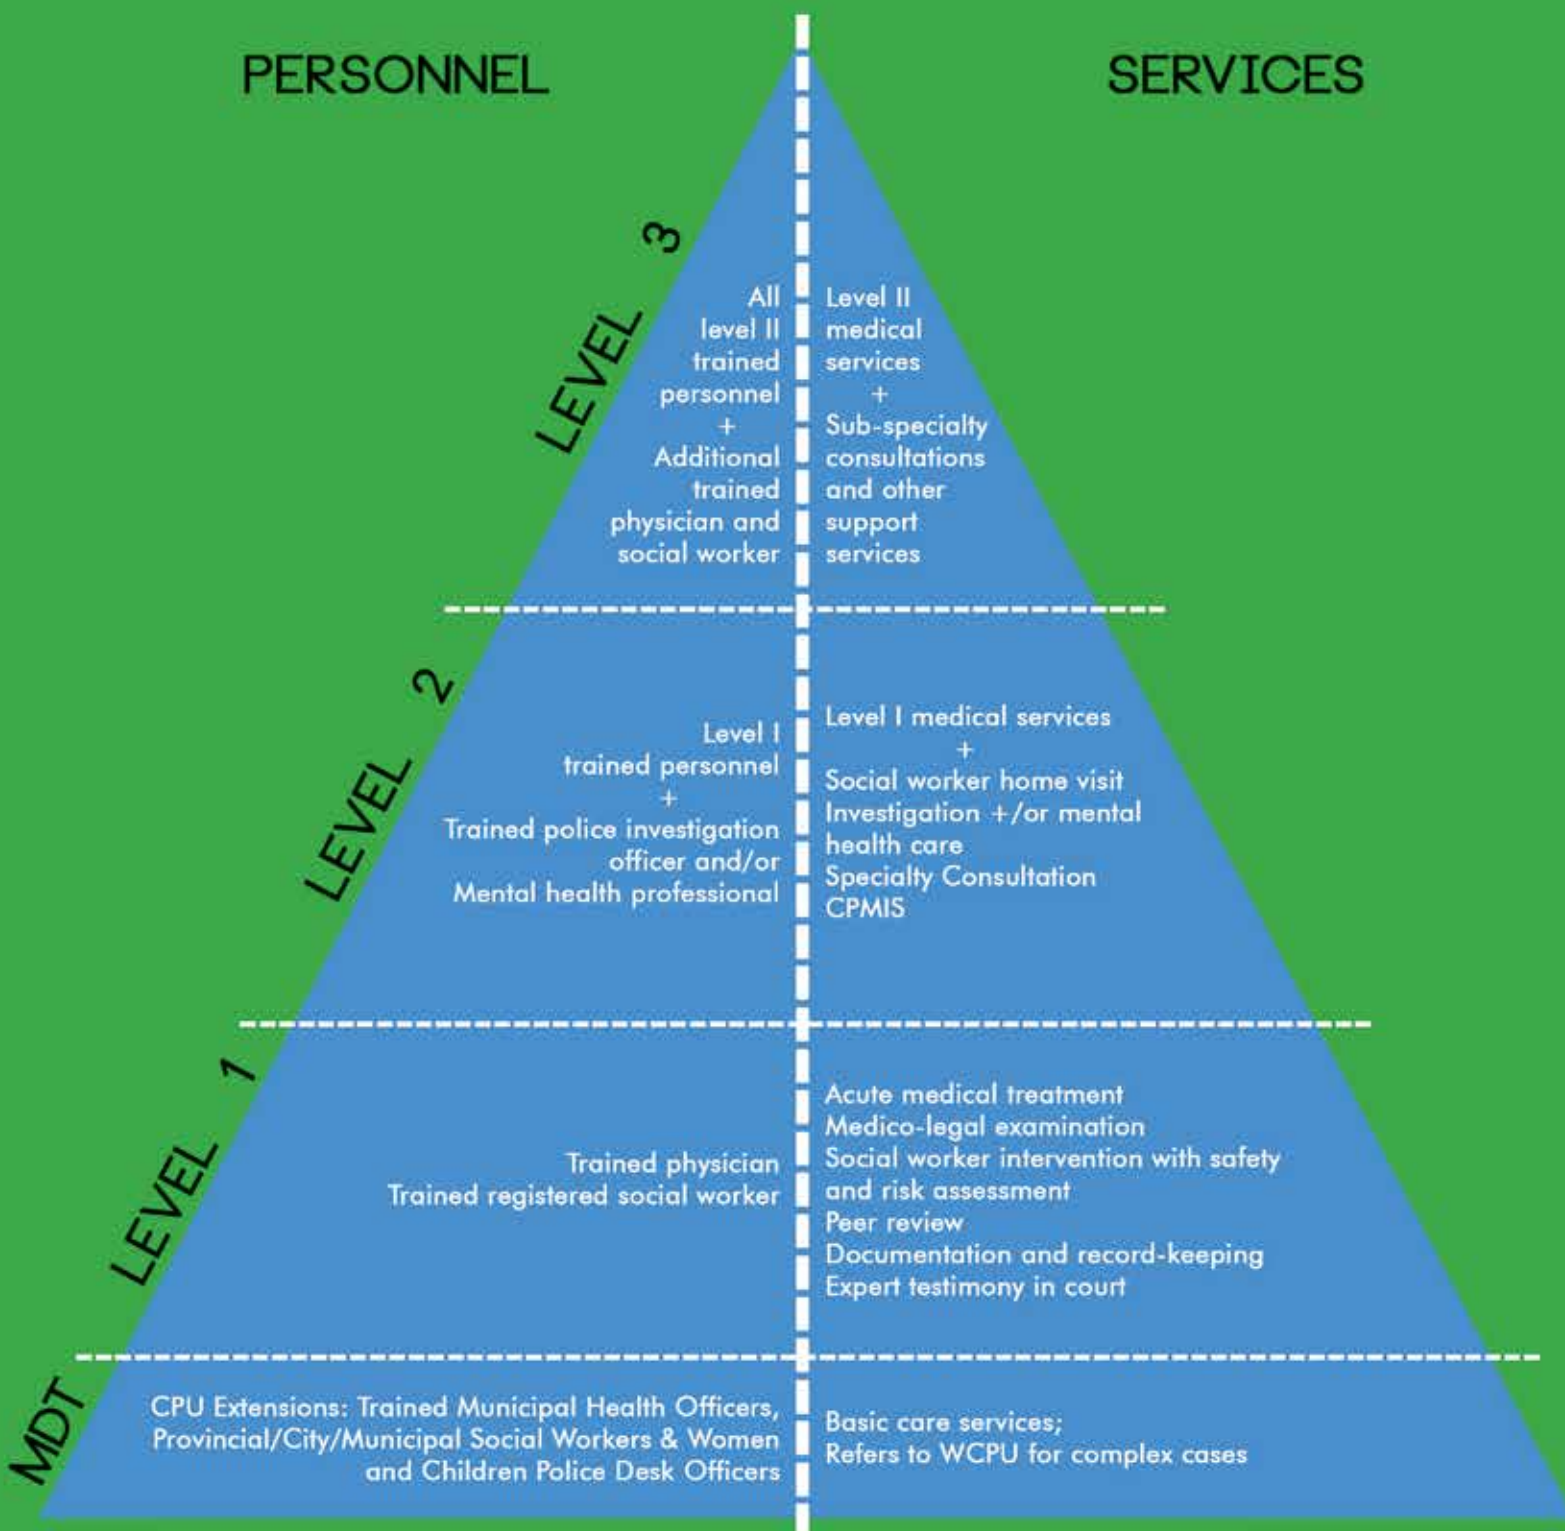 PERSONNEL
SERVICES
LEVEL 3
All
level II
trained
personnel
+
Additional
trained
physician and
social worker
Level II
medical
services
+
Sub-specialty
consultations
and other
support
services
LEVEL 2
Level I
trained personnel
+
Trained police investigation
officer and/or
Mental health professional
Level I medical services
+
Social worker home visit
Investigation +/or mental
health care
Specialty Consultation
CPMIS
LEVEL 1
Trained physician
Trained registered social worker
Acute medical treatment
Medico-legal examination
Social worker intervention with safety
and risk assessment
Peer review
Documentation and record-keeping
Expert testimony in court
MDT
CPU Extensions: Trained Municipal Health Officers,
Provincial/City/Municipal Social Workers & Women
and Children Police Desk Officers
Basic care services;
Refers to WCPU for complex cases